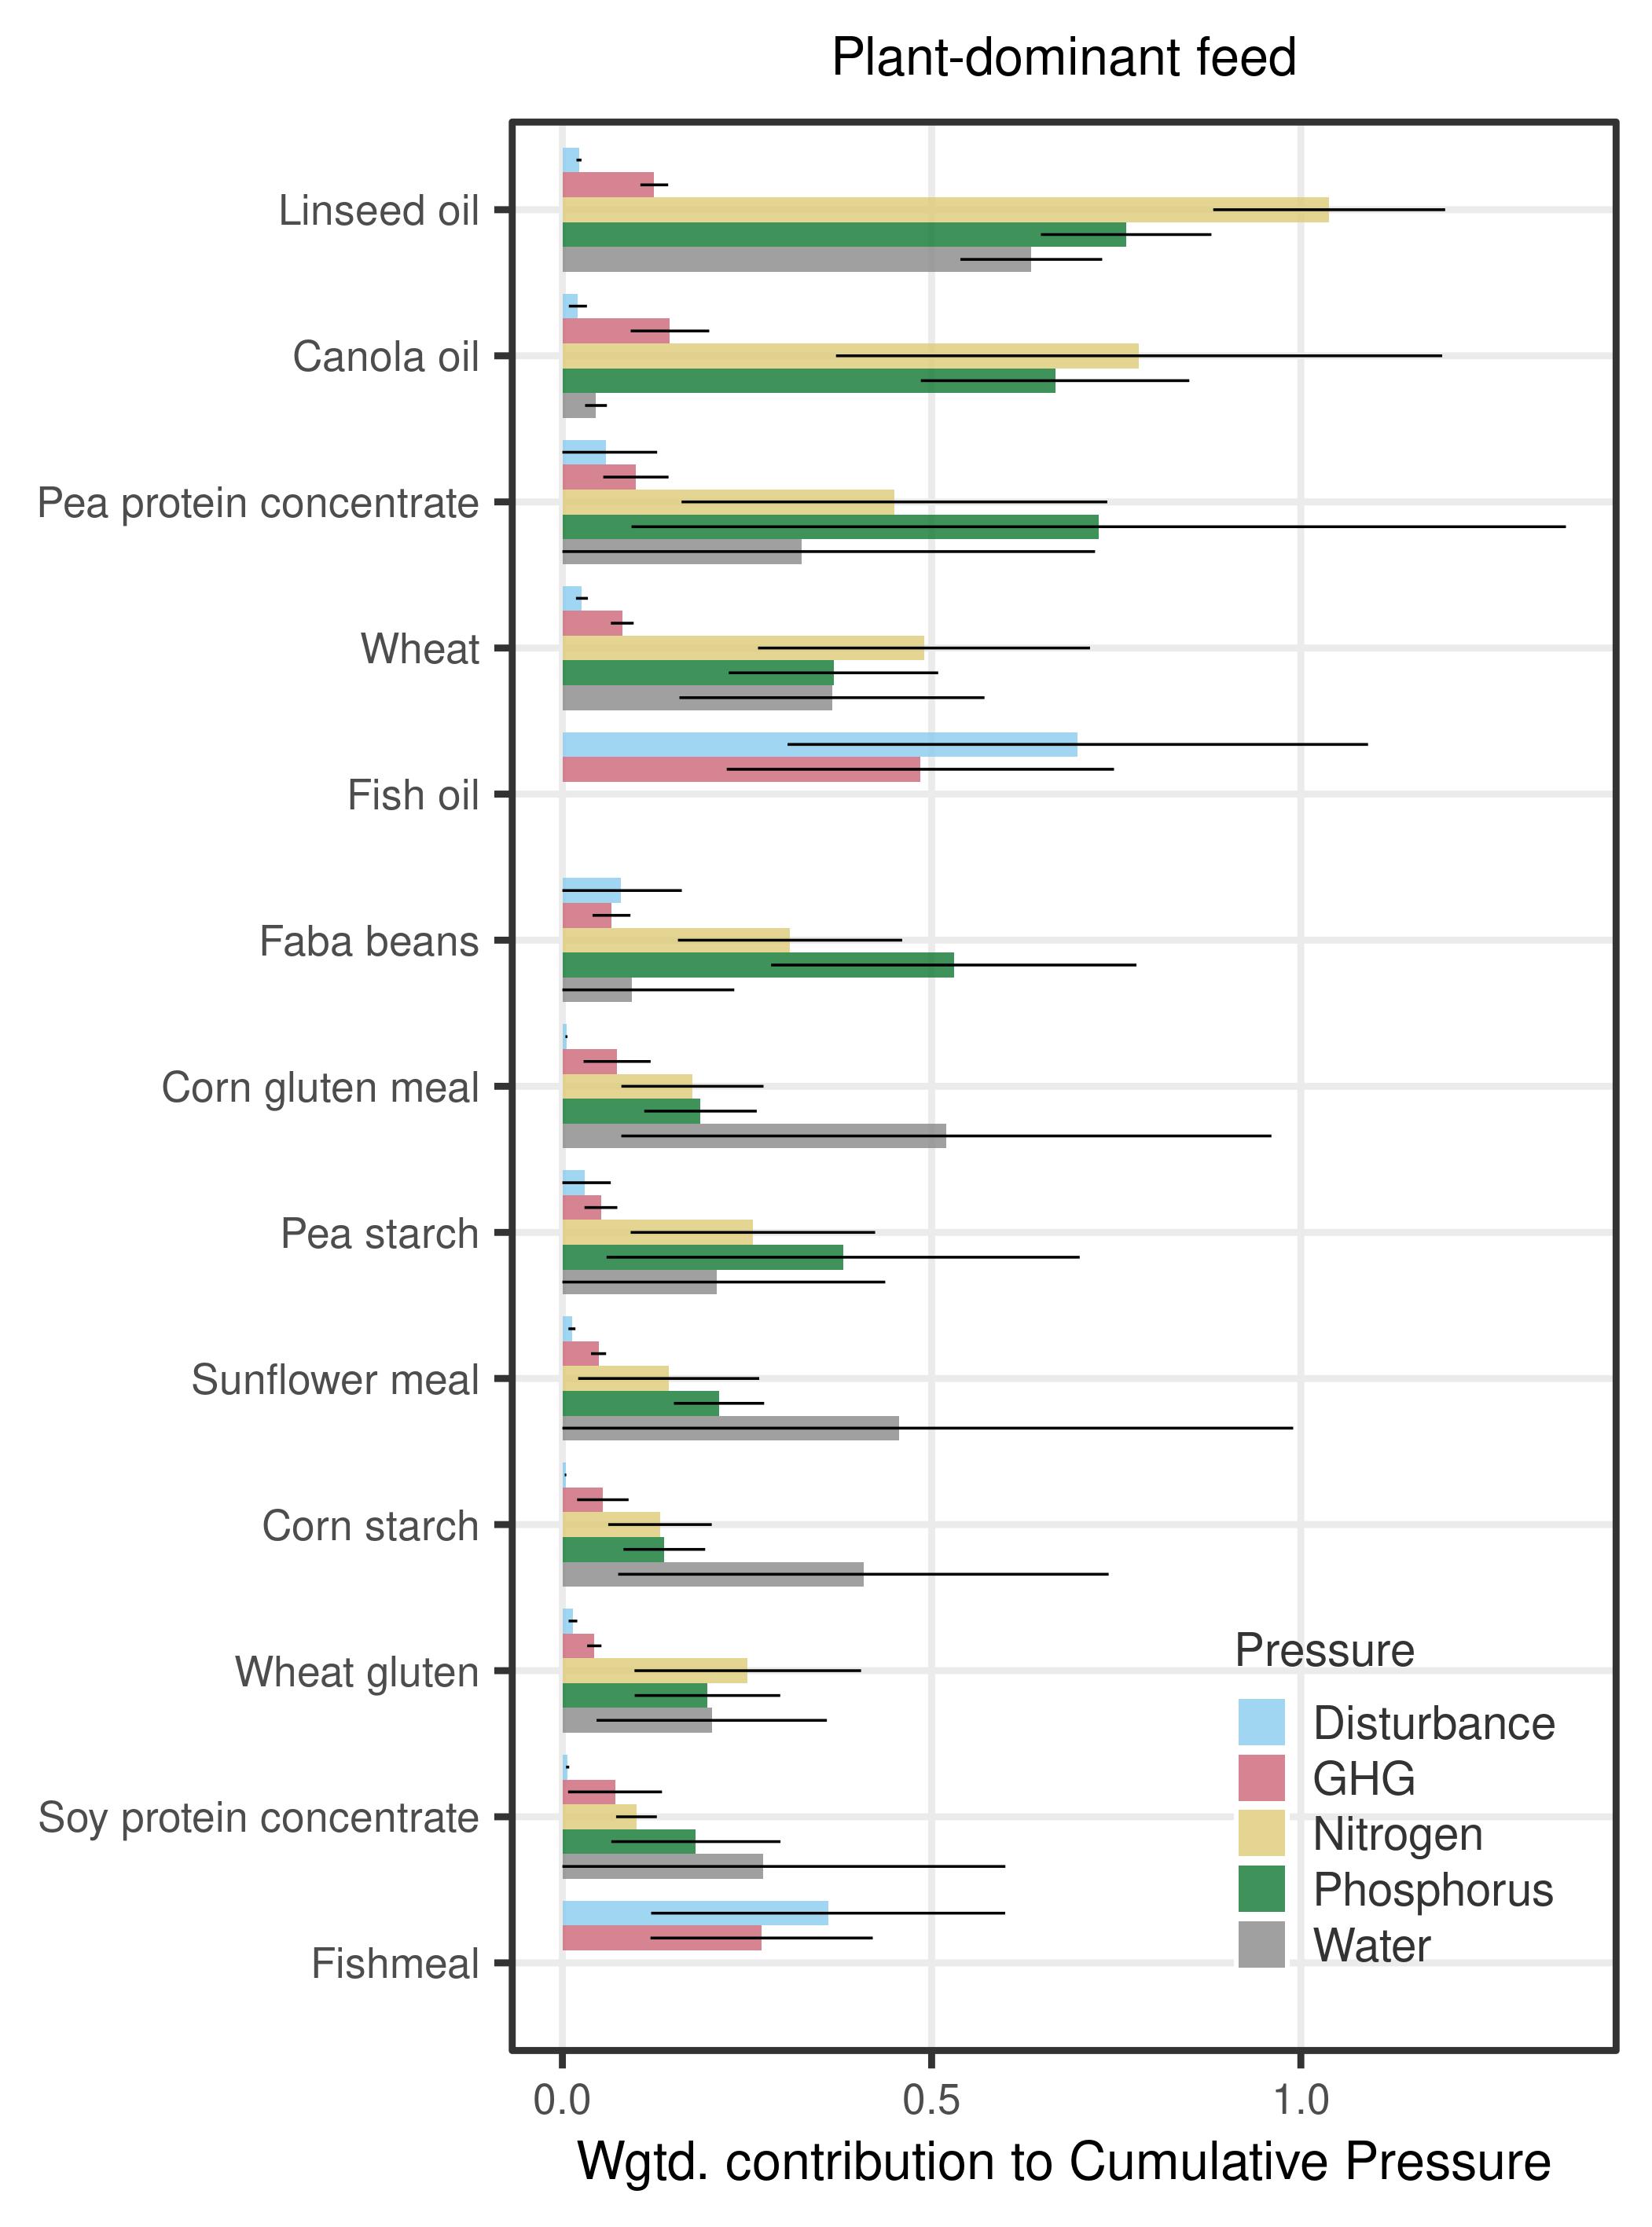 Plant-dominant feed
Linseed oil
Canola oil
Pea protein concentrate
Wheat
Fish oil
Faba beans
Corn gluten meal
Pea starch
Sunflower meal
Corn starch
Wheat gluten
Soy protein concentrate
Fishmeal
Pressure
Disturbance
GHG
Nitrogen
Phosphorus
Water
0.0 0.5 1.0
Wgtd. contribution to Cumulative Pressure